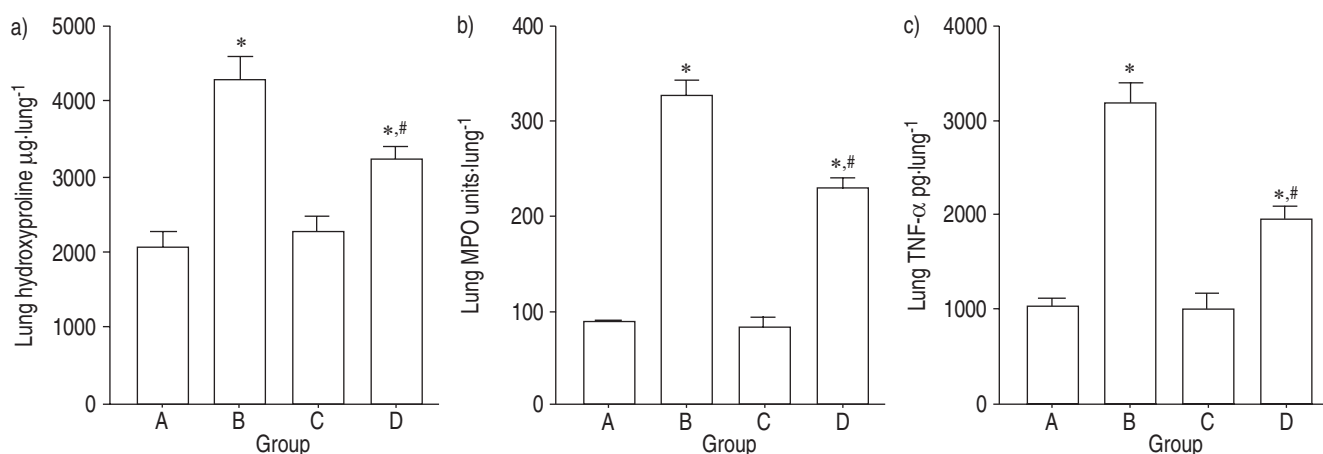 a)
Lung hydroxyproline μg·lung-1
5000
4000
3000
2000
1000
0
*
*,#
A B C D
Group
b)
Lung MPO units·lung-1
400
300
200
100
0
*
*,#
A B C D
Group
c)
Lung TNF-α pg·lung-1
4000
3000
2000
1000
0
*
*,#
A B C D
Group